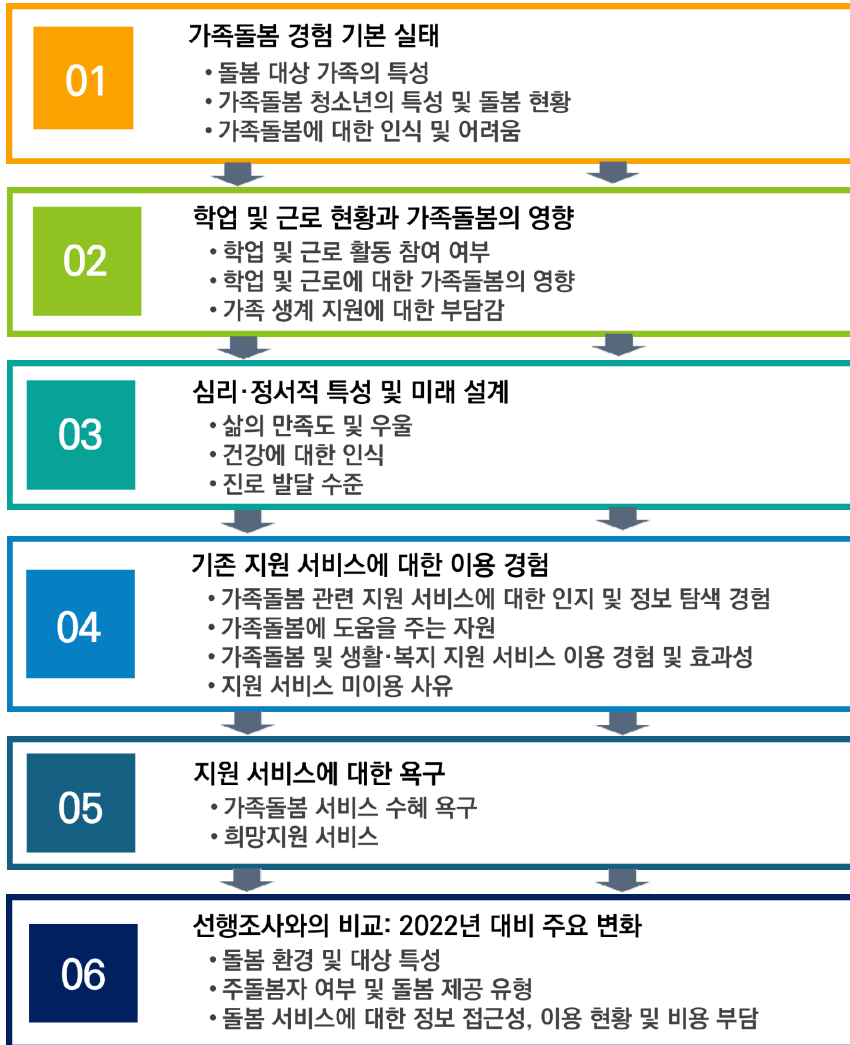 01
가족돌봄 경험 기본 실태
• 돌봄 대상 가족의 특성
• 가족돌봄 청소년의 특성 및 돌봄 현황
• 가족돌봄에 대한 인식 및 어려움
02
학업 및 근로 현황과 가족돌봄의 영향
• 학업 및 근로 활동 참여 여부
• 학업 및 근로에 대한 가족돌봄의 영향
• 가족 생계 지원에 대한 부담감
03
심리·정서적 특성 및 미래 설계
• 삶의 만족도 및 우울
• 건강에 대한 인식
• 진로 발달 수준
04
기존 지원 서비스에 대한 이용 경험
• 가족돌봄 관련 지원 서비스에 대한 인지 및 정보 탐색 경험
• 가족돌봄에 도움을 주는 자원
• 가족돌봄 및 생활·복지 지원 서비스 이용 경험 및 효과성
• 지원 서비스 미이용 사유
05
지원 서비스에 대한 욕구
• 가족돌봄 서비스 수혜 욕구
• 희망지원 서비스
06
선행조사와의 비교: 2022년 대비 주요 변화
• 돌봄 환경 및 대상 특성
• 주돌봄자 여부 및 돌봄 제공 유형
• 돌봄 서비스에 대한 정보 접근성, 이용 현황 및 비용 부담